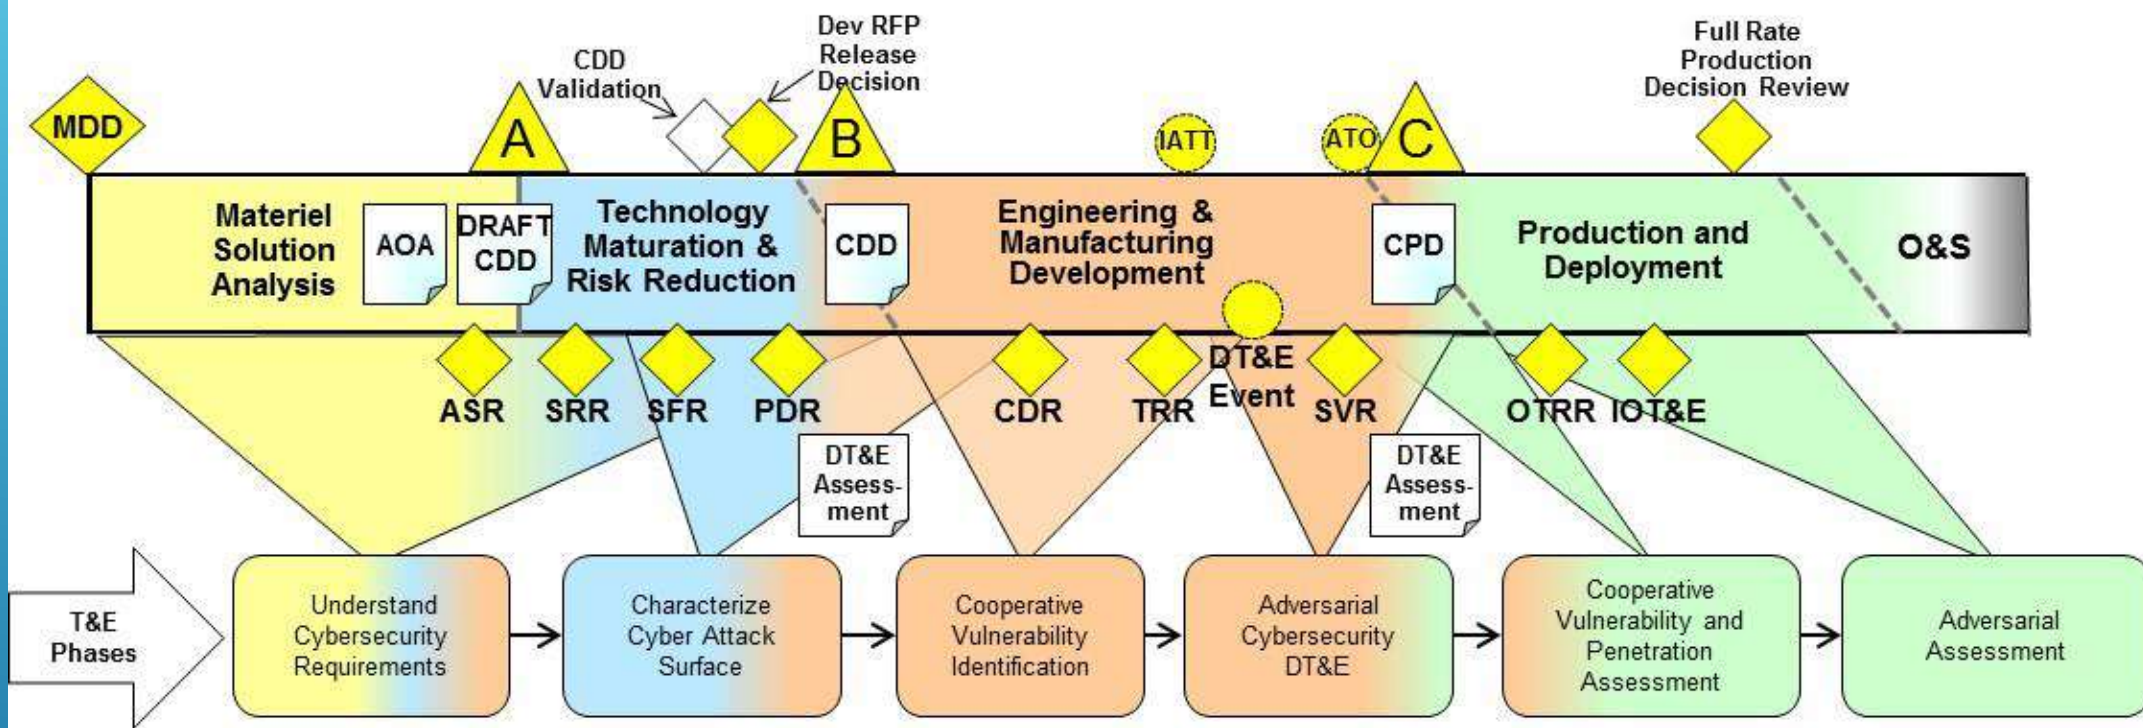 CDD
Validation
Dev RFP
Release
Decision
Full Rate
Production
Decision Review
MDD
A
B
IATT
ATO
C
Materiel
Solution
Analysis
AOA
DRAFT
CDD
Technology
Maturation &
Risk Reduction
CDD
Engineering &
Manufacturing
Development
CPD
Production and
Deployment
O&S
ASR
SRR
SFR
PDR
CDR
TRR
DT&E
Event
SVR
OTRR
IOT&E
DT&E
Assess-
ment
DT&E
Assess-
ment
T&E
Phases
Understand
Cybersecurity
Requirements
Characterize
Cyber Attack
Surface
Cooperative
Vulnerability
Identification
Adversarial
Cybersecurity
DT&E
Cooperative
Vulnerability and
Penetration
Assessment
Adversarial
Assessment